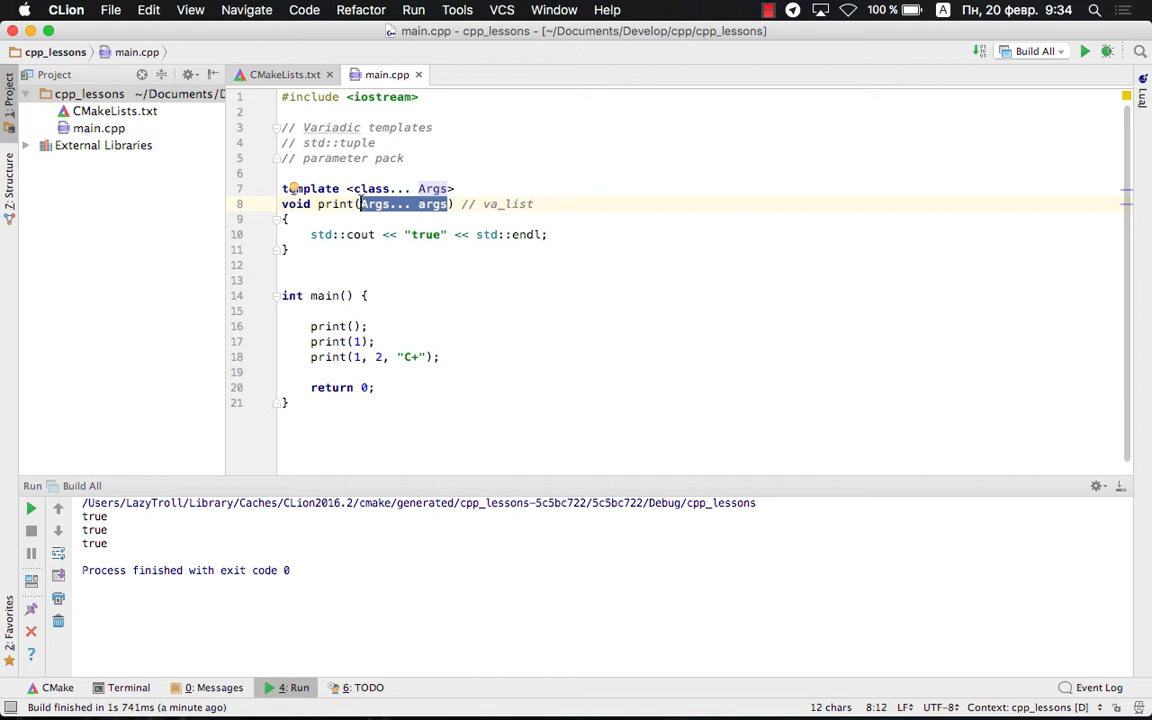 CLion File Edit View Navigate Code Refactor Run Tools VCS Window Help 100 % A Пн, 20 февр. 9:34
main.cpp - cpp_lessons - [~/Documents/Develop/cpp/cpp_lessons]
cpp_lessons main.cpp Build All
Project CMakeLists.txt main.cpp
1: Project
Z: Structure
2: Favorites
Lua
cpp_lessons ~/Documents/D
CMakeLists.txt
main.cpp
External Libraries
1 #include <iostream>
2
3 // Variadic templates
4 // std::tuple
5 // parameter pack
6
7 template <class... Args>
8 void print(Args... args) // va_list
9 {
10 std::cout << "true" << std::endl;
11 }
12
13
14 int main() {
15
16 print();
17 print(1);
18 print(1, 2, "C+");
19
20 return 0;
21 }
Run Build All
/Users/LazyTroll/Library/Caches/CLion2016.2/cmake/generated/cpp_lessons-5c5bc722/5c5bc722/Debug/cpp_lessons
true
true
true
Process finished with exit code 0
CMake Terminal 0: Messages 4: Run 6: TODO Event Log
Build finished in 1s 741ms (a minute ago) 12 chars 8:12 LF UTF-8 Context: cpp_lessons [D]